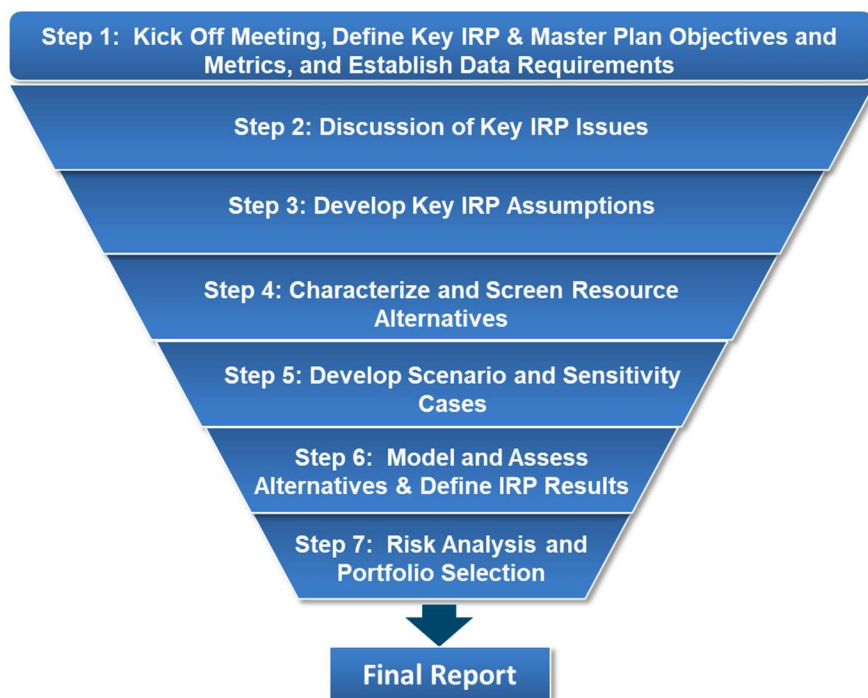 Step 1:  Kick Off Meeting, Define Key IRP & Master Plan Objectives and
Metrics, and Establish Data Requirements
Step 2: Discussion of Key IRP Issues
Step 3: Develop Key IRP Assumptions
Step 4: Characterize and Screen Resource
Alternatives
Step 5: Develop Scenario and Sensitivity
Cases
Step 6:  Model and Assess
Alternatives & Define IRP Results
Step 7:  Risk Analysis and
Portfolio Selection
Final Report